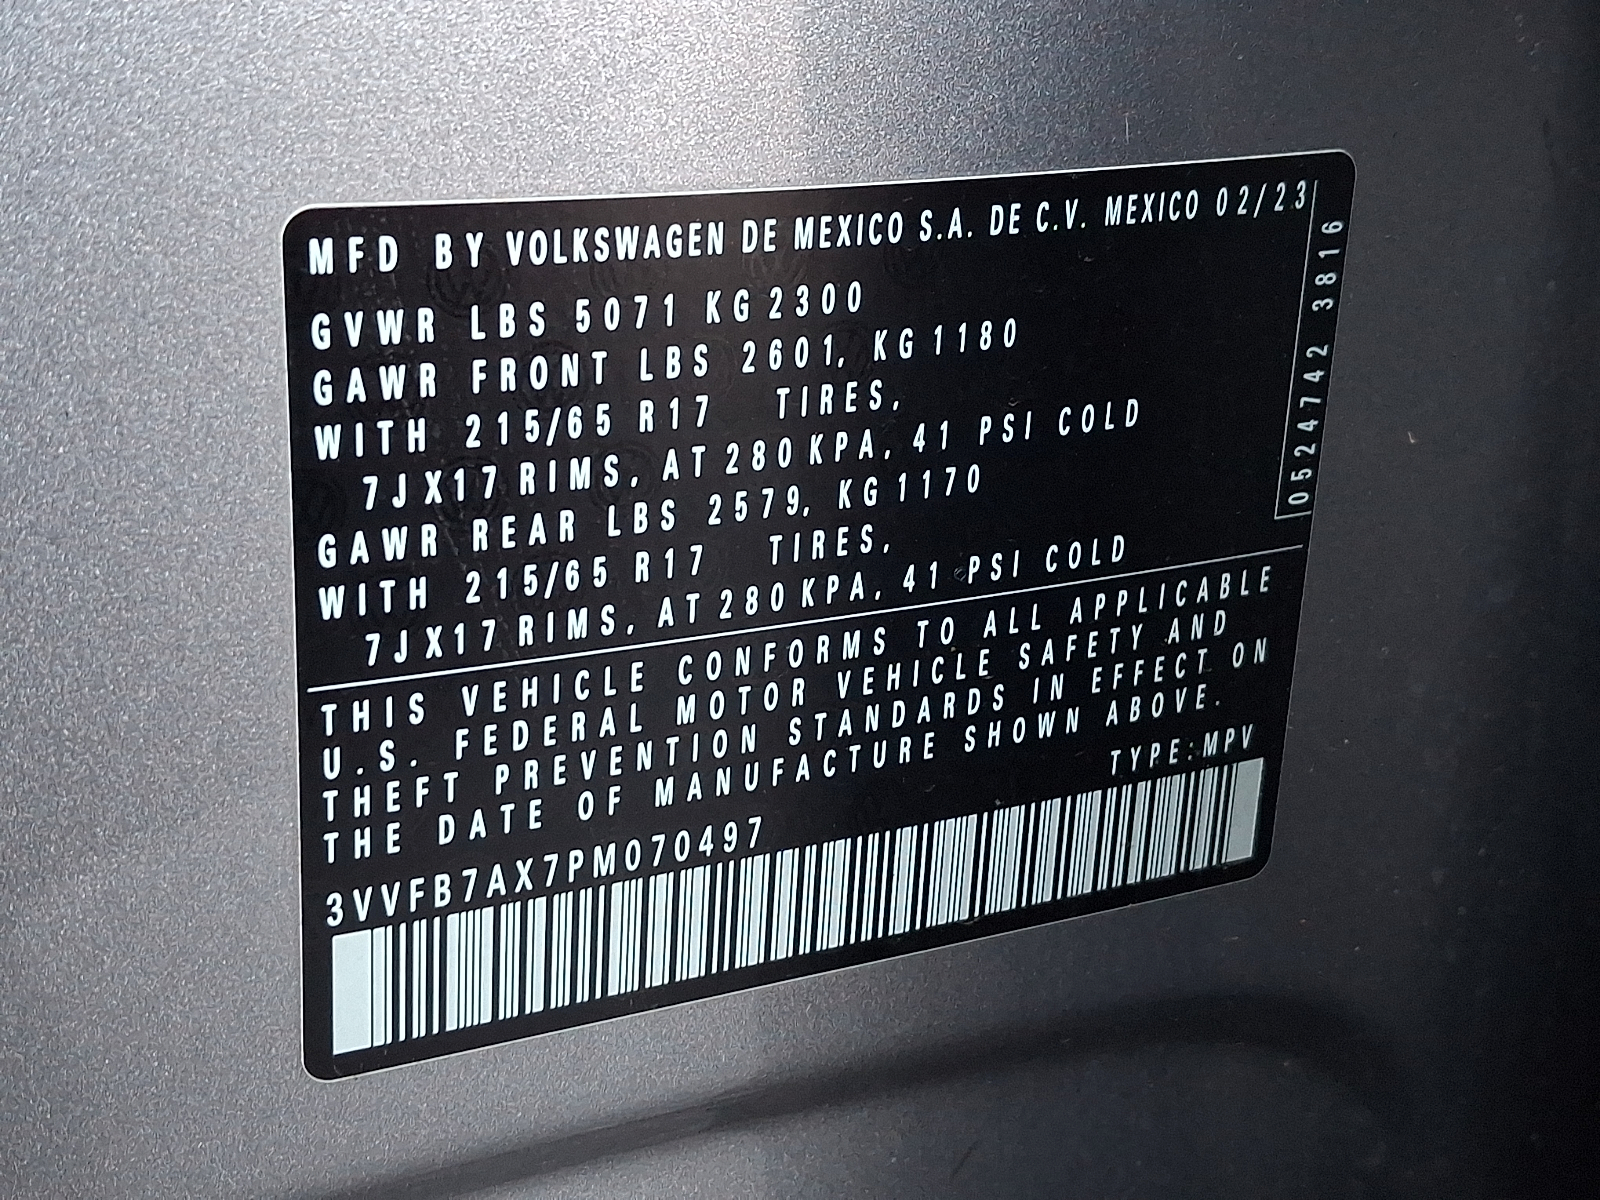 MFD BY VOLKSWAGEN DE MEXICO S.A. DE C.V. MEXICO 02/23
GVWR LBS 5071 KG 2300
GAWR FRONT LBS 2601, KG 1180
WITH 215/65 R17 TIRES,
7JX17 RIMS, AT 280 KPA, 41 PSI COLD
GAWR REAR LBS 2579, KG 1170
WITH 215/65 R17 TIRES,
7JX17 RIMS, AT 280 KPA, 41 PSI COLD
0524742 3816
THIS VEHICLE CONFORMS TO ALL APPLICABLE
U.S. FEDERAL MOTOR VEHICLE SAFETY AND
THEFT PREVENTION STANDARDS IN EFFECT ON
THE DATE OF MANUFACTURE SHOWN ABOVE.
TYPE:MPV
3VVFB7AX7PM070497